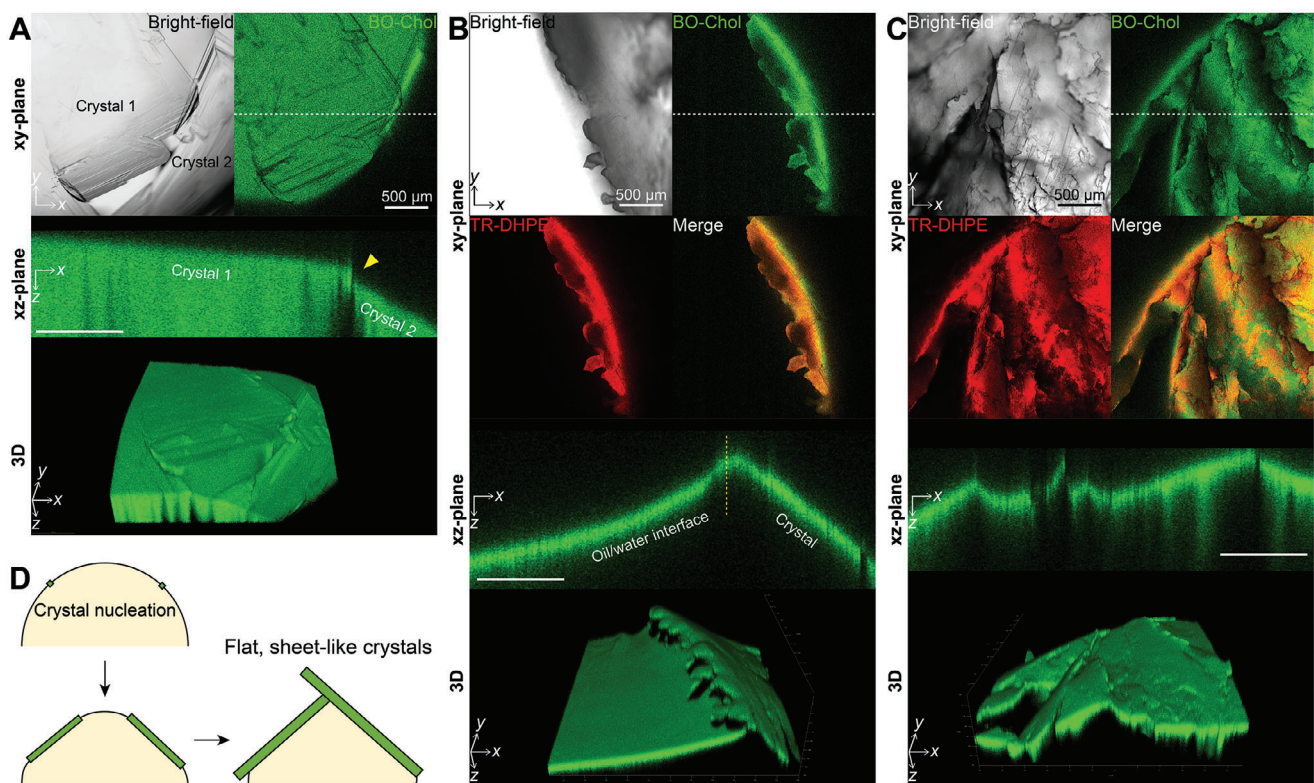 A
Bright-field
BO-Chol
xy-plane
Crystal 1
Crystal 2
y
x
500 μm
xz-plane
x
z
Crystal 1
Crystal 2
3D
y
x
z
B
Bright-field
BO-Chol
xy-plane
y
x
500 μm
TR-DHPE
Merge
xz-plane
x
z
Oil/water interface
Crystal
3D
y
x
z
C
Bright-field
BO-Chol
xy-plane
y
x
500 μm
TR-DHPE
Merge
xz-plane
x
z
3D
y
x
z
D
Crystal nucleation
Flat, sheet-like crystals